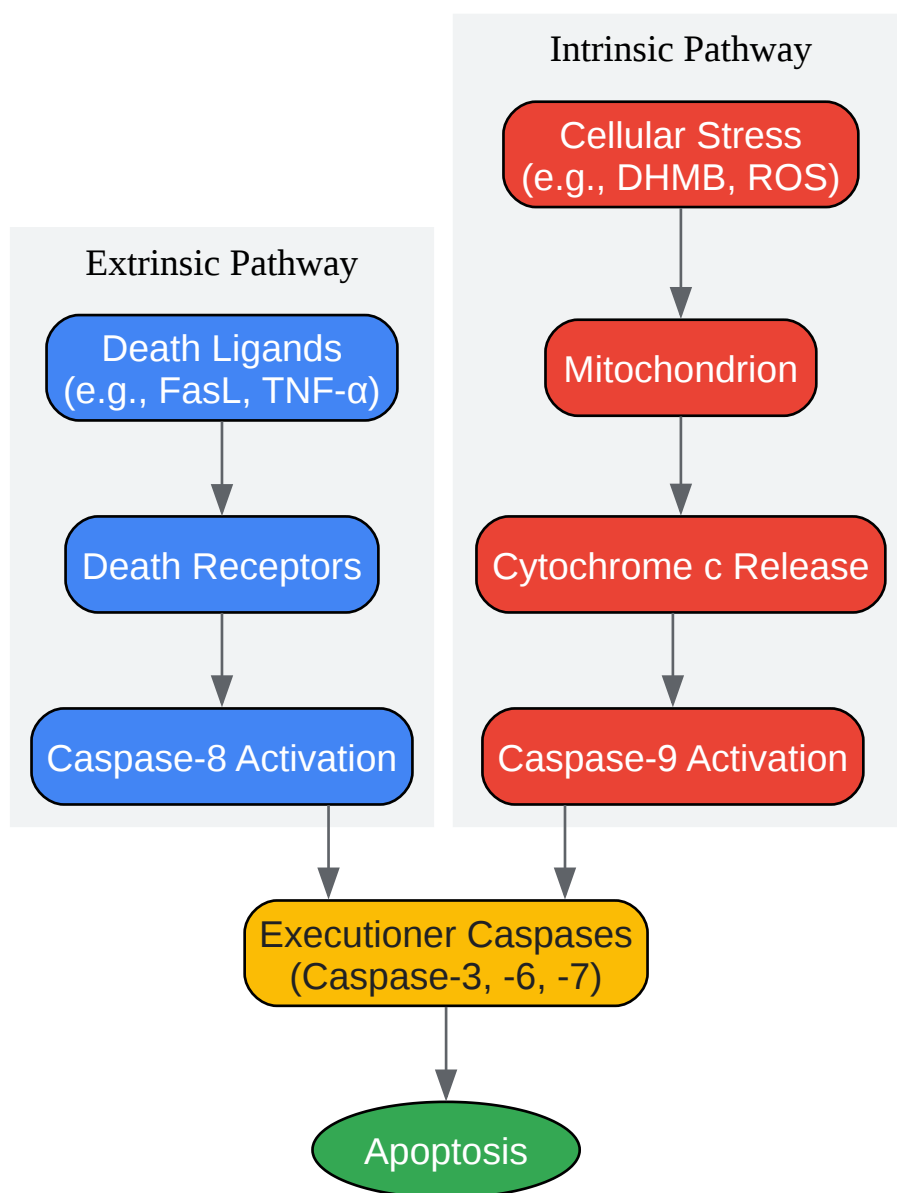 Intrinsic Pathway
Cellular Stress
(e.g., DHMB, ROS)
Mitochondrion
Cytochrome c Release
Caspase-9 Activation
Extrinsic Pathway
Death Ligands
(e.g., FasL, TNF-α)
Death Receptors
Caspase-8 Activation
Executioner Caspases
(Caspase-3, -6, -7)
Apoptosis